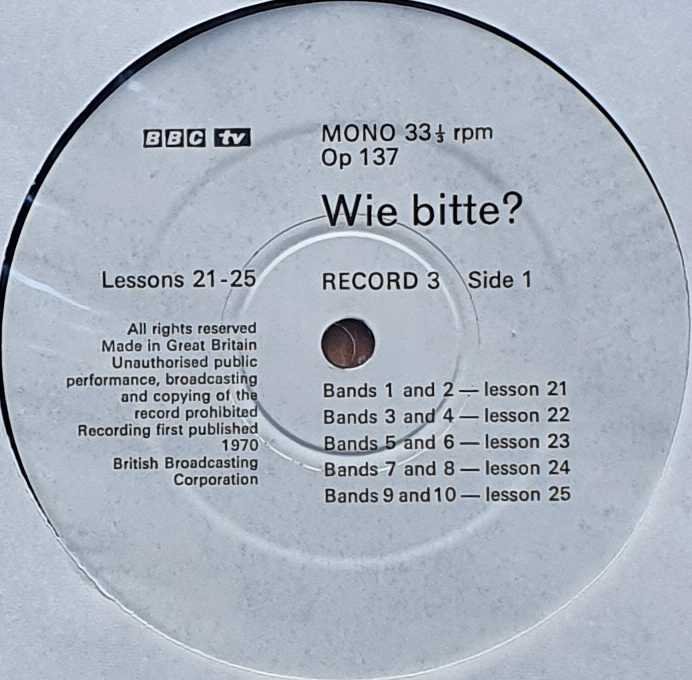 BBC tv
MONO 33⅓ rpm
Op 137
Wie bitte?
Lessons 21-25
RECORD 3 Side 1
All rights reserved
Made in Great Britain
Unauthorised public
performance, broadcasting
and copying of the
record prohibited
Recording first published
1970
British Broadcasting
Corporation
Bands 1 and 2 — lesson 21
Bands 3 and 4 — lesson 22
Bands 5 and 6 — lesson 23
Bands 7 and 8 — lesson 24
Bands 9 and 10 — lesson 25